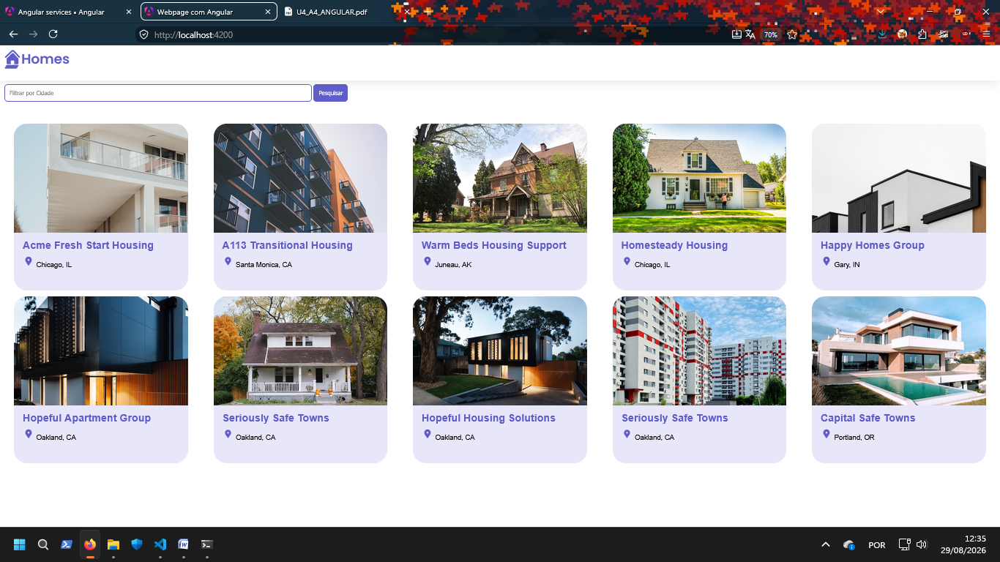 Angular services • Angular
Webpage com Angular
U4_A4_ANGULAR.pdf
http://localhost:4200
70%
Homes
Filtrar por Cidade
Pesquisar
Acme Fresh Start Housing
Chicago, IL
A113 Transitional Housing
Santa Monica, CA
Warm Beds Housing Support
Juneau, AK
Homesteady Housing
Chicago, IL
Happy Homes Group
Gary, IN
Hopeful Apartment Group
Oakland, CA
Seriously Safe Towns
Oakland, CA
Hopeful Housing Solutions
Oakland, CA
Seriously Safe Towns
Oakland, CA
Capital Safe Towns
Portland, OR
POR
12:35
29/08/2026